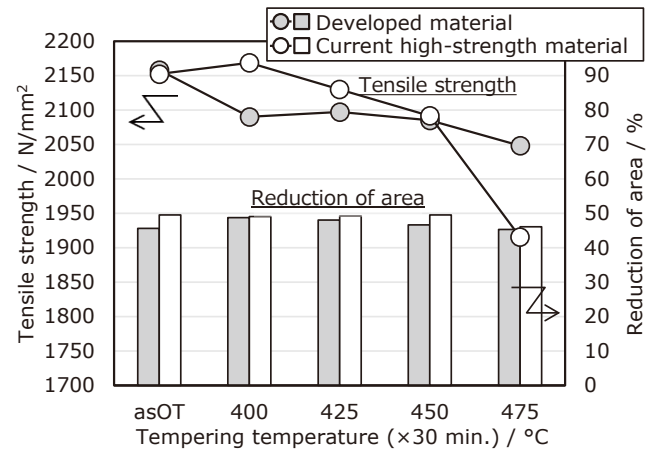 Developed material
Current high-strength material
2200
2150
2100
2050
2000
1950
1900
1850
1800
1750
1700
Tensile strength / N/mm²
90
80
70
60
50
40
30
20
10
0
Reduction of area / %
Tensile strength
Reduction of area
asOT 400 425 450 475
Tempering temperature (×30 min.) / °C